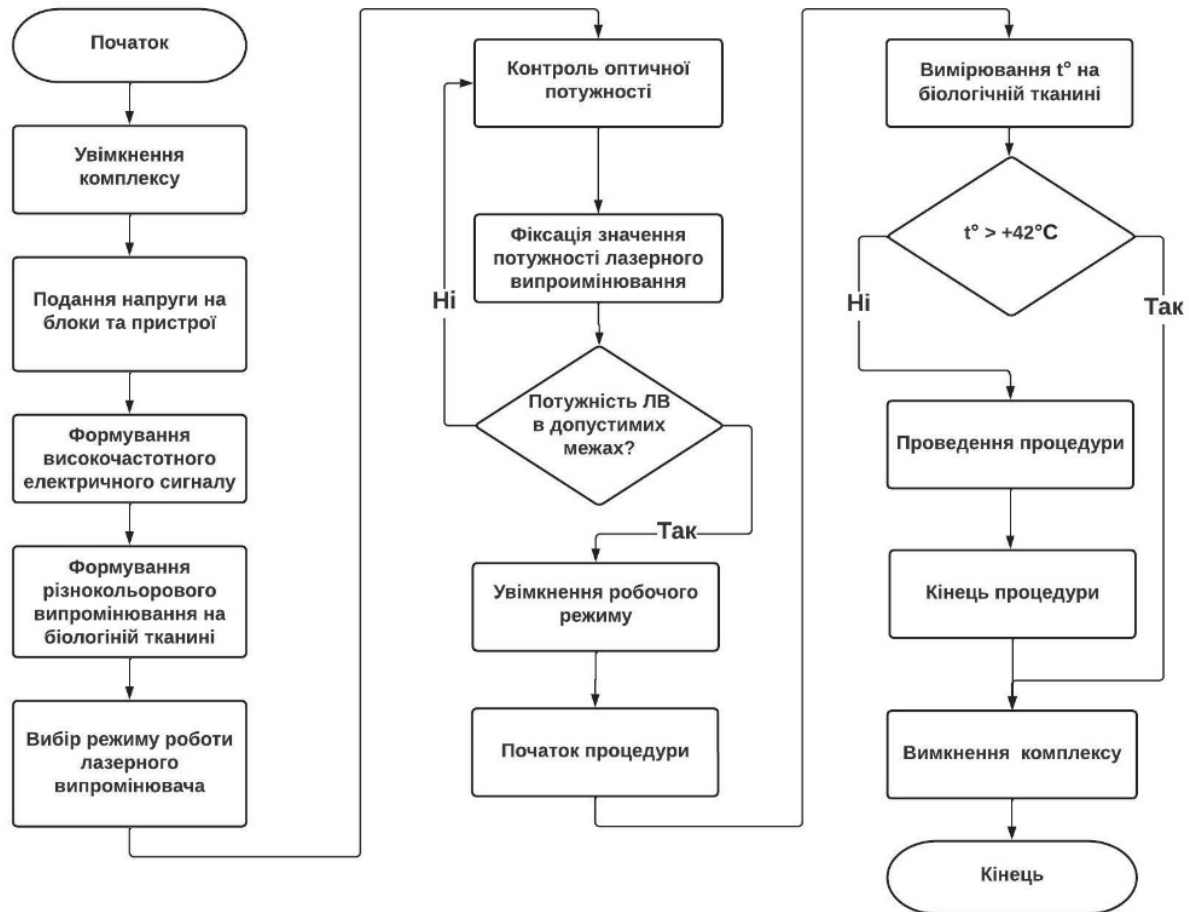 Початок
Увімкнення
комплексу
Подання напруги на
блоки та пристрої
Формування
височастотного
електричного сигналу
Формування
різнокольорового
випромінювання на
біологіній тканині
Вибір режиму роботи
лазерного
випромінювача
Контроль оптичної
потужності
Фіксація значення
потужності лазерного
випроимінювання
Ні
Потужність ЛВ
в допустимих
межах?
Так
Увімкнення робочого
режиму
Початок процедури
Вимірювання t° на
біологічній тканині
t° > +42°C
Ні
Так
Проведення процедури
Кінець процедури
Вимкнення комплексу
Кінець